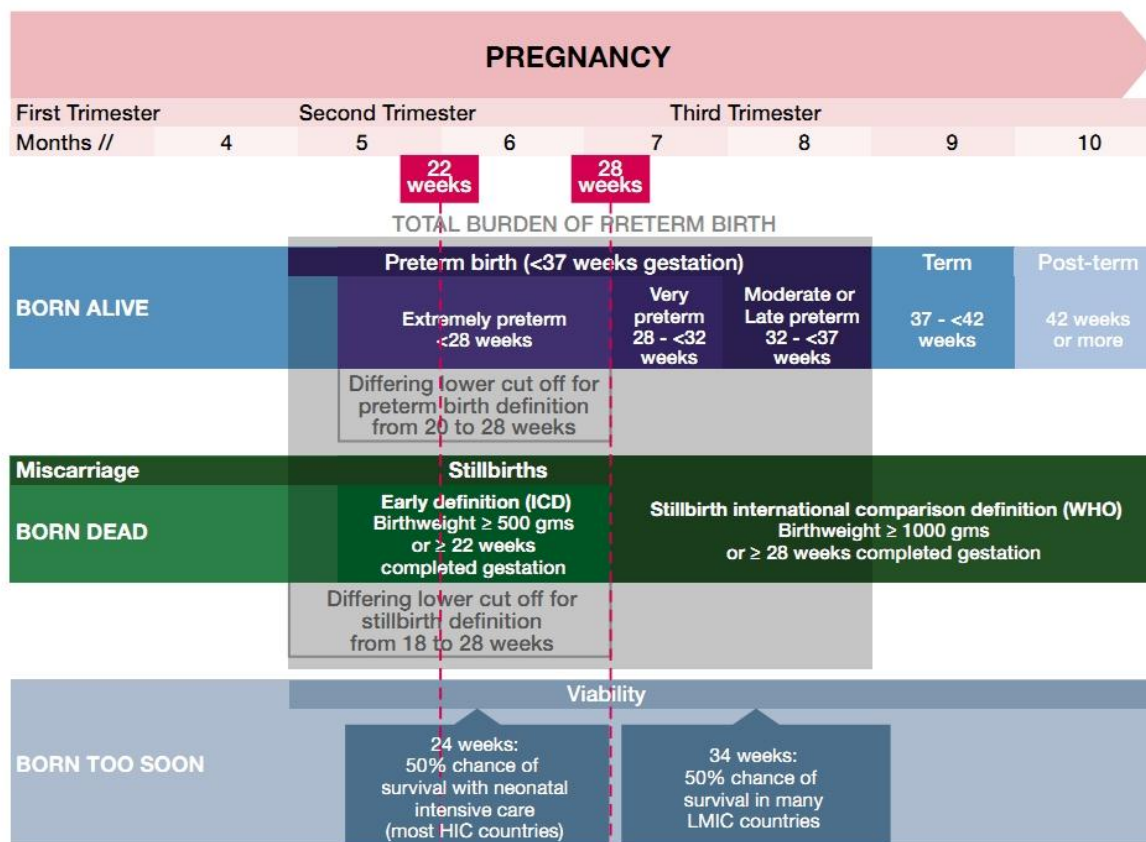 PREGNANCY
First Trimester Second Trimester Third Trimester
Months // 4 5 6 7 8 9 10
22
weeks
28
weeks
TOTAL BURDEN OF PRETERM BIRTH
BORN ALIVE
Preterm birth (<37 weeks gestation)
Extremely preterm
<28 weeks
Very
preterm
28 - <32
weeks
Moderate or
Late preterm
32 - <37
weeks
Term
37 - <42
weeks
Post-term
42 weeks
or more
Differing lower cut off for
preterm birth definition
from 20 to 28 weeks
Miscarriage Stillbirths
BORN DEAD
Early definition (ICD)
Birthweight ≥ 500 gms
or ≥ 22 weeks
completed gestation
Stillbirth international comparison definition (WHO)
Birthweight ≥ 1000 gms
or ≥ 28 weeks completed gestation
Differing lower cut off for
stillbirth definition
from 18 to 28 weeks
Viability
BORN TOO SOON
24 weeks:
50% chance of
survival with neonatal
intensive care
(most HIC countries)
34 weeks:
50% chance of
survival in many
LMIC countries